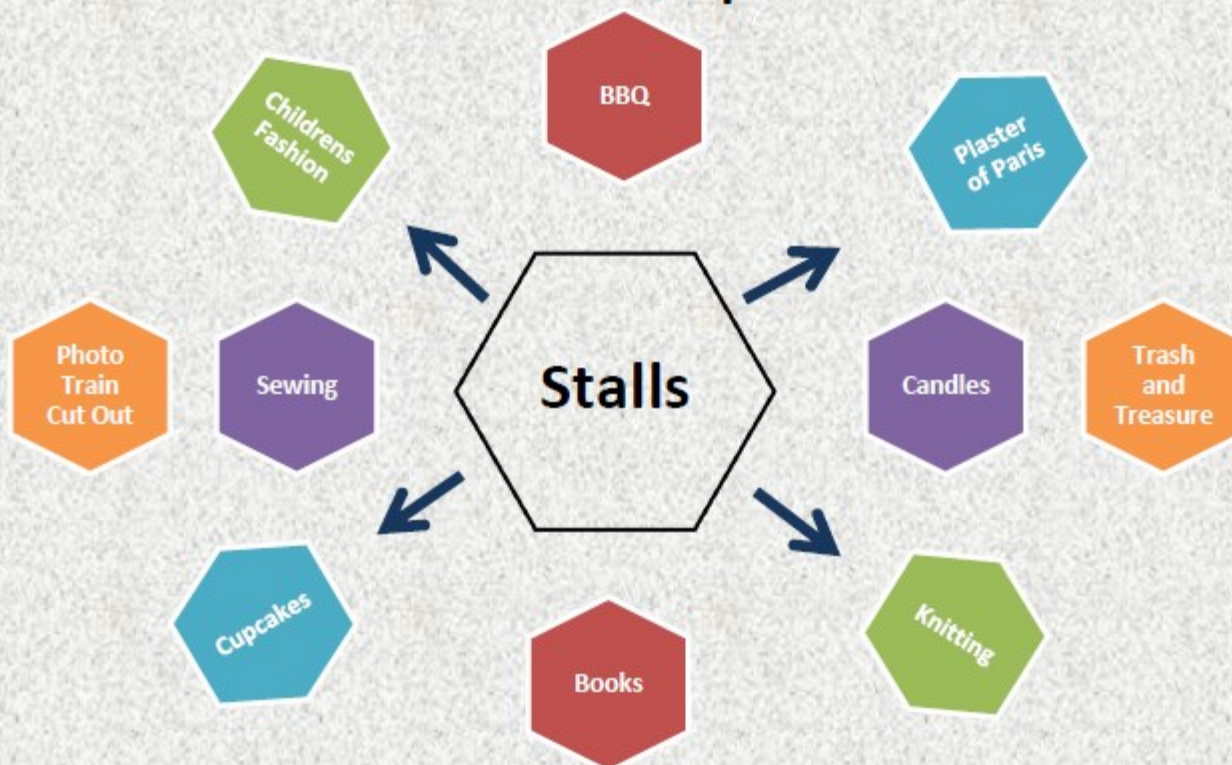 BBQ
Childrens
Fashion
Plaster
of Paris
Photo
Train
Cut Out
Sewing
Stalls
Candles
Trash
and
Treasure
Cupcakes
Books
Knitting